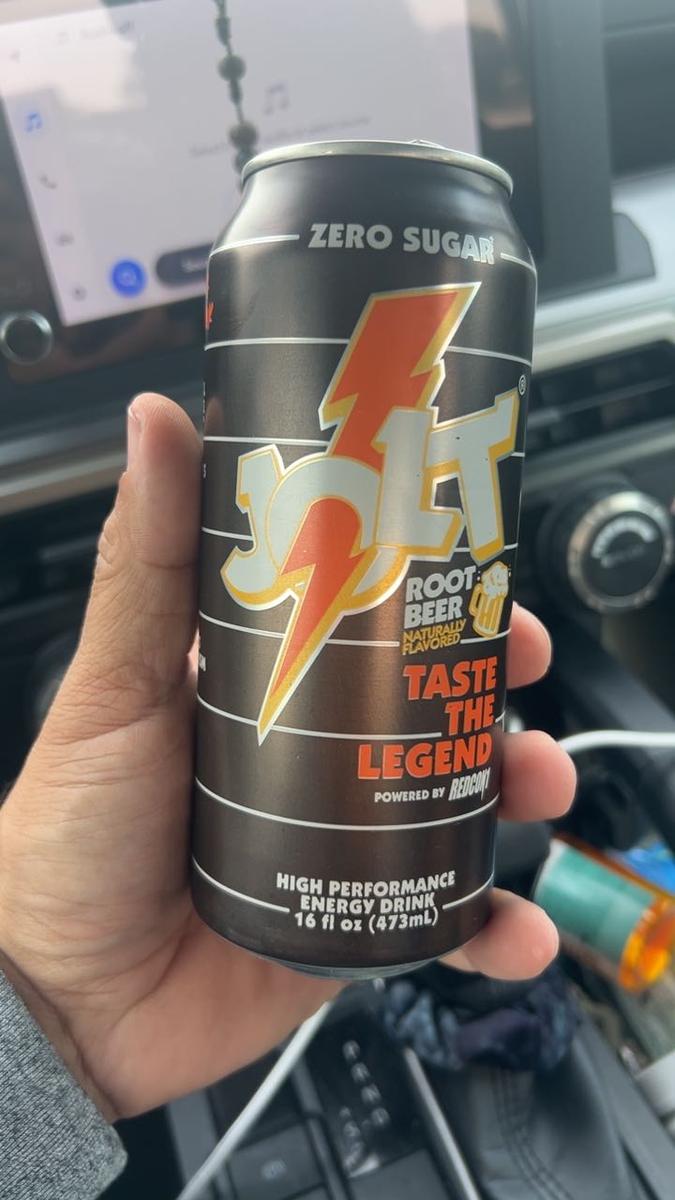 ZERO SUGAR
JOLT®
ROOT
BEER
NATURALLY
FLAVORED
TASTE
THE
LEGEND
POWERED BY REDCON1
HIGH PERFORMANCE
ENERGY DRINK
16 fl oz (473mL)